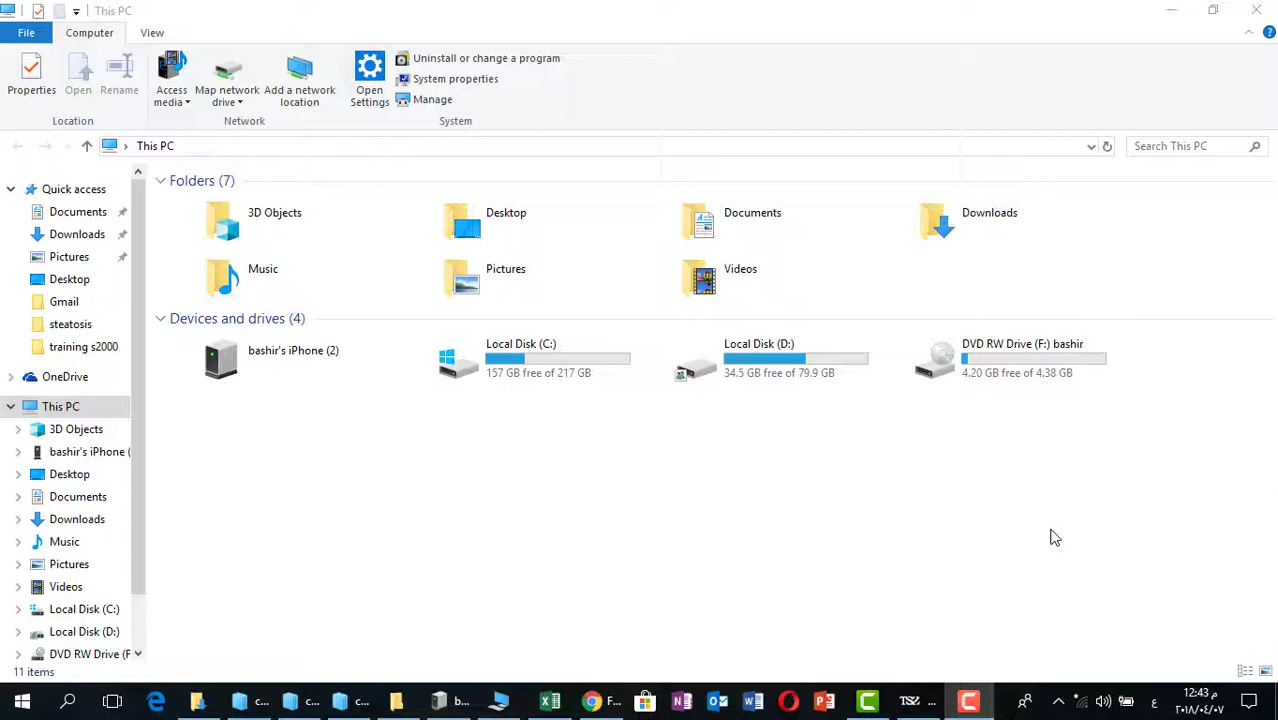 This PC
File
Computer
View
Properties
Open
Rename
Location
Access media
Map network drive
Add a network location
Network
Open Settings
Uninstall or change a program
System properties
Manage
System
This PC
Search This PC
Quick access
Documents
Downloads
Pictures
Desktop
Gmail
steatosis
training s2000
OneDrive
This PC
3D Objects
bashir's iPhone (
Desktop
Documents
Downloads
Music
Pictures
Videos
Local Disk (C:)
Local Disk (D:)
DVD RW Drive (F
Folders (7)
3D Objects
Desktop
Documents
Downloads
Music
Pictures
Videos
Devices and drives (4)
bashir's iPhone (2)
Local Disk (C:)
157 GB free of 217 GB
Local Disk (D:)
34.5 GB free of 79.9 GB
DVD RW Drive (F:) bashir
4.20 GB free of 4.38 GB
11 items
c...
c...
c...
b...
F...
TSZ ...
ع
12:43 م
٢٠١٨/٠٤/٠٧